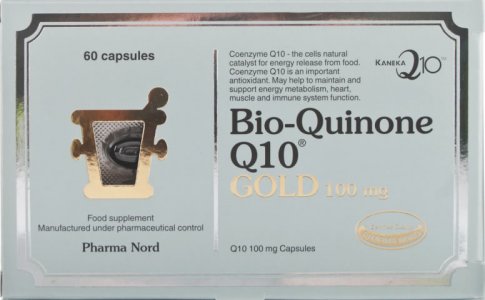 60 capsules
Coenzyme Q10 - the cells natural
catalyst for energy release from food.
Coenzyme Q10 is an important
antioxidant. May help to maintain and
support energy metabolism, heart,
muscle and immune system function.
KANEKA Q10
Bio-Quinone
Q10®
GOLD 100 mg
Food supplement
Manufactured under pharmaceutical control
Pharma Nord
Q10 100 mg Capsules